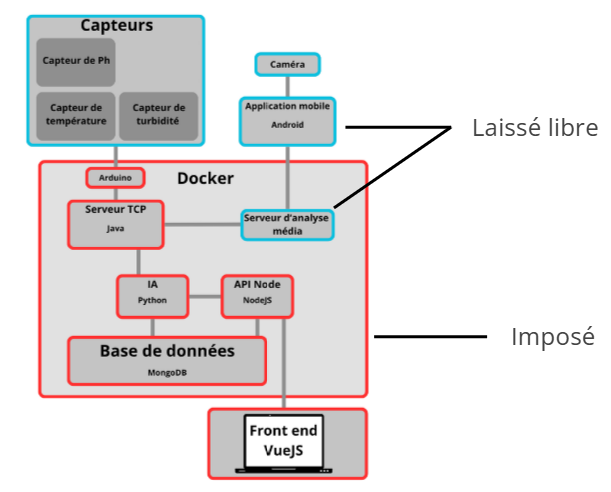 Capteurs
Capteur de Ph
Capteur de
température
Capteur de
turbidité
Caméra
Application mobile
Android
Laissé libre
Arduino
Docker
Serveur TCP
Java
Serveur d'analyse
média
IA
Python
API Node
NodeJS
Imposé
Base de données
MongoDB
Front end
VueJS